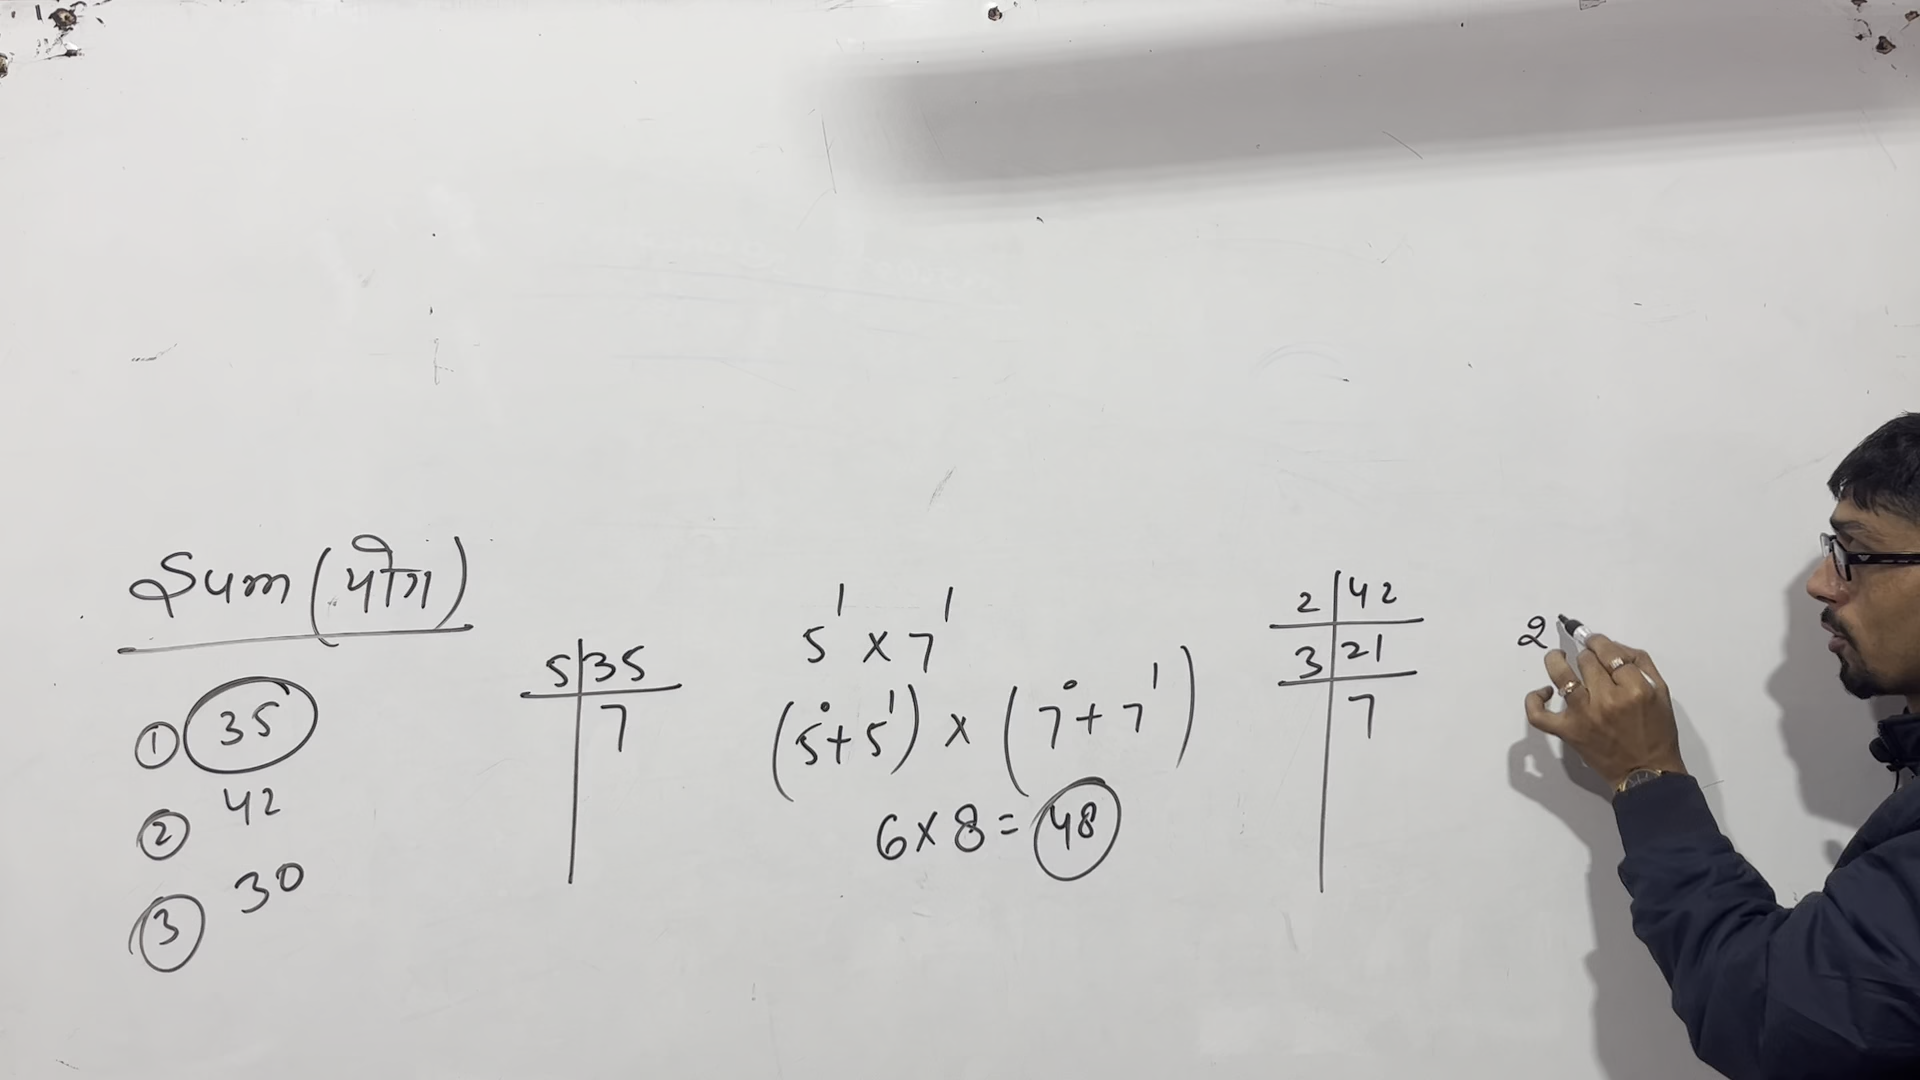 Sum (योग)
① 35
② 42
③ 30
5 | 35
7
5¹ × 7¹
(5° + 5¹) × (7° + 7¹)
6 × 8 = 48
2 | 42
3 | 21
7
2